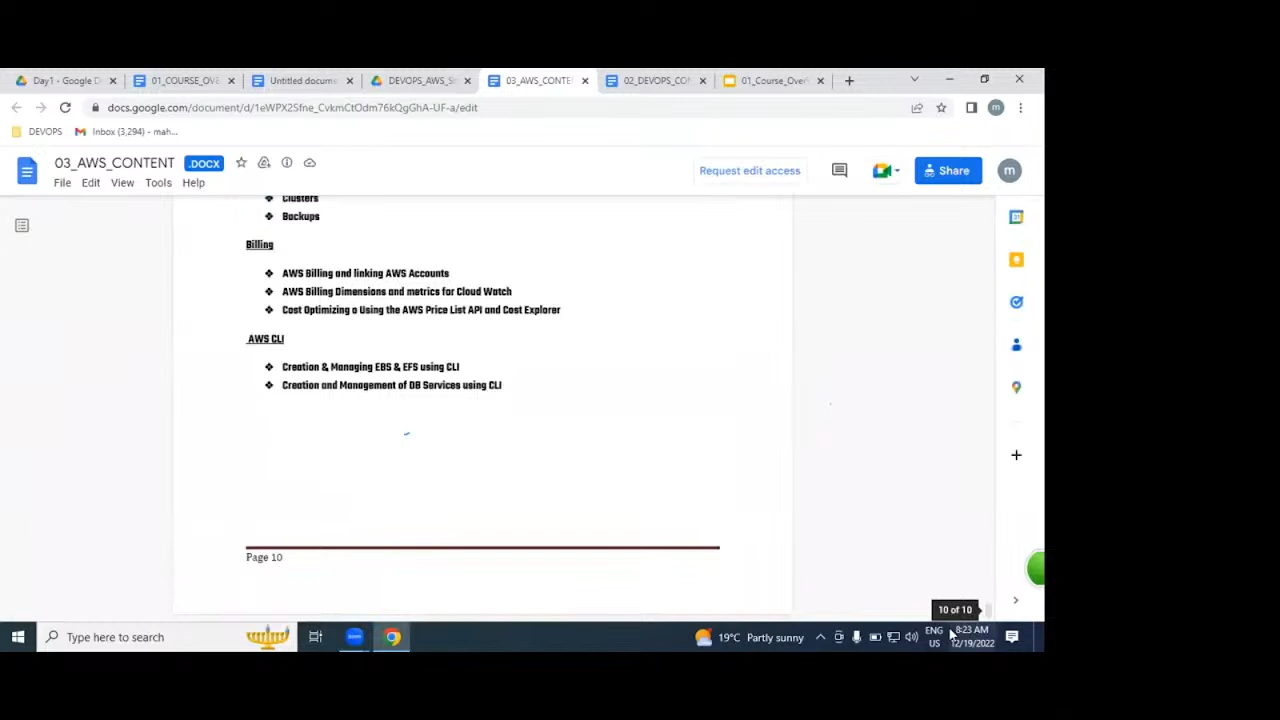 Day1 - Google D
01_COURSE_OVE
Untitled docume
DEVOPS_AWS_S
03_AWS_CONTE
02_DEVOPS_CO
01_Course_Over
docs.google.com/document/d/1eWPX2Sfne_CvkmCtOdm76kQgGhA-UF-a/edit
m
DEVOPS
Inbox (3,294) - mah...
03_AWS_CONTENT
.DOCX
Request edit access
Share
m
File Edit View Tools Help
31
Clusters
Backups
Billing
AWS Billing and linking AWS Accounts
AWS Billing Dimensions and metrics for Cloud Watch
Cost Optimizing a Using the AWS Price List API and Cost Explorer
AWS CLI
Creation & Managing EBS & EFS using CLI
Creation and Management of DB Services using CLI
Page 10
10 of 10
Type here to search
zoom
19°C Partly sunny
ENG
US
8:23 AM
12/19/2022